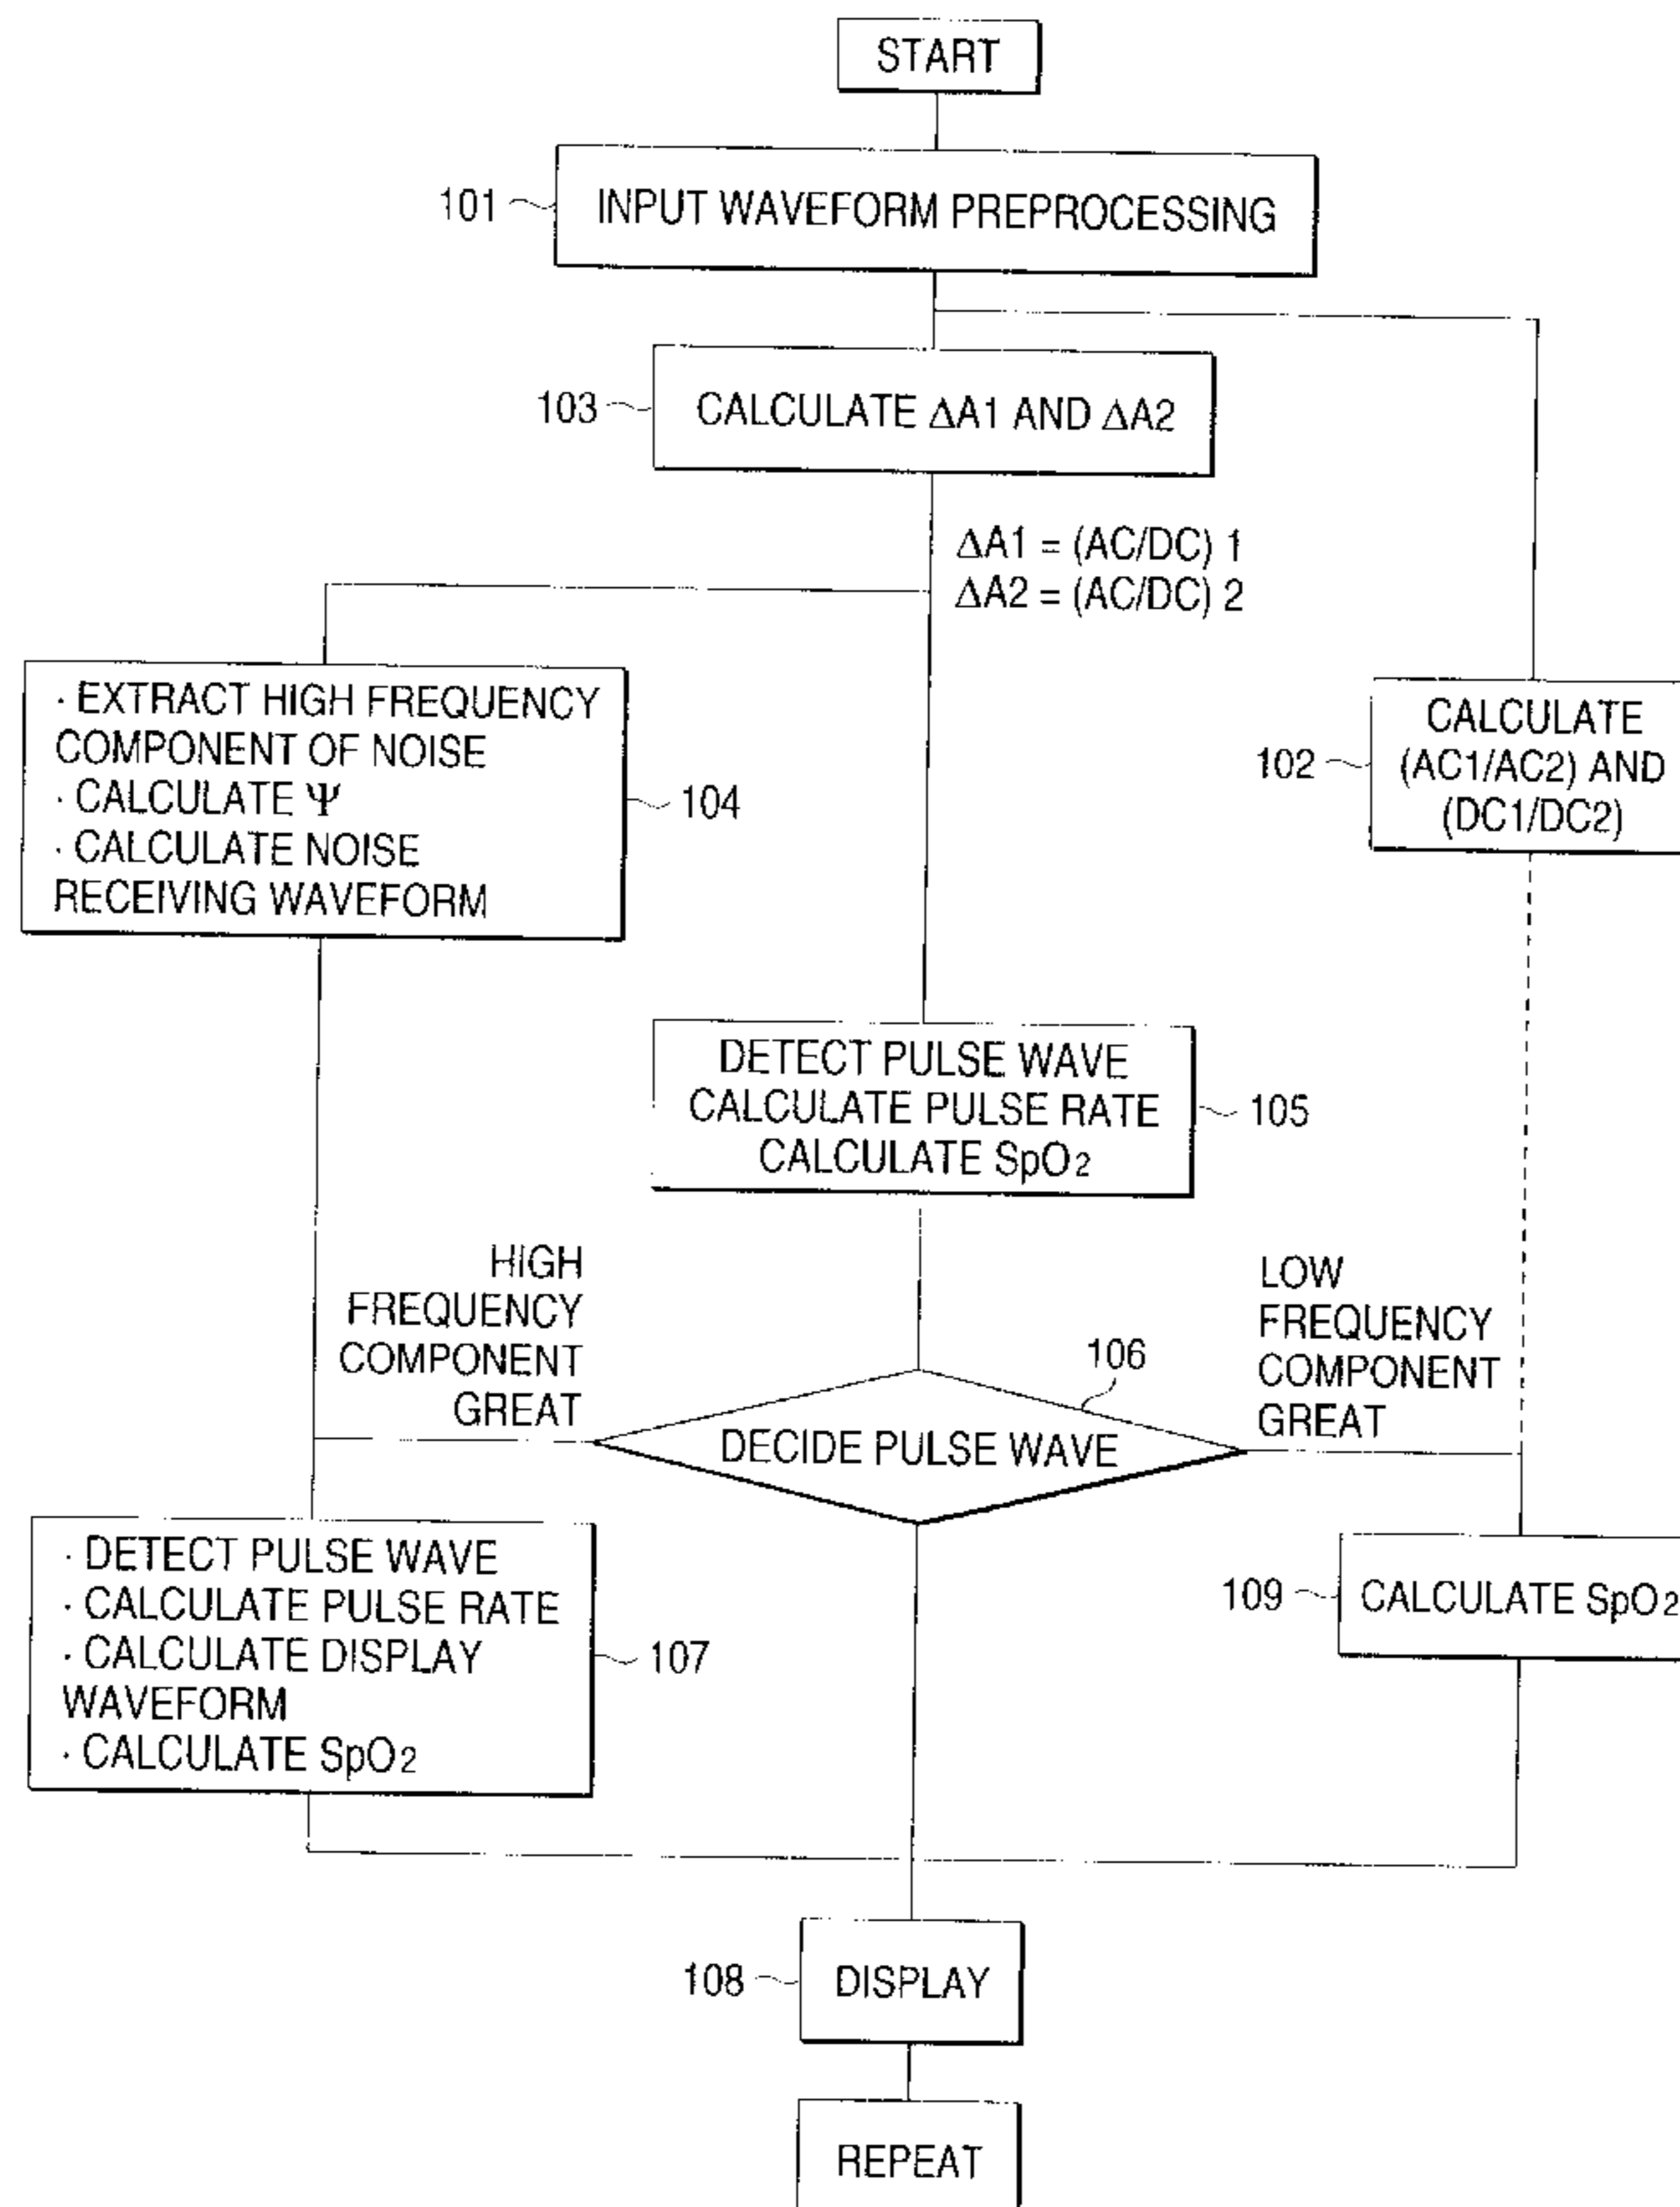 START
101
INPUT WAVEFORM PREPROCESSING
103
CALCULATE ΔA1 AND ΔA2
ΔA1 = (AC/DC) 1
ΔA2 = (AC/DC) 2
· EXTRACT HIGH FREQUENCY
COMPONENT OF NOISE
· CALCULATE Ψ
· CALCULATE NOISE
RECEIVING WAVEFORM
104
102
CALCULATE
(AC1/AC2) AND
(DC1/DC2)
DETECT PULSE WAVE
CALCULATE PULSE RATE
CALCULATE SpO2
105
HIGH
FREQUENCY
COMPONENT
GREAT
106
DECIDE PULSE WAVE
LOW
FREQUENCY
COMPONENT
GREAT
· DETECT PULSE WAVE
· CALCULATE PULSE RATE
· CALCULATE DISPLAY
WAVEFORM
· CALCULATE SpO2
107
109
CALCULATE SpO2
108
DISPLAY
REPEAT